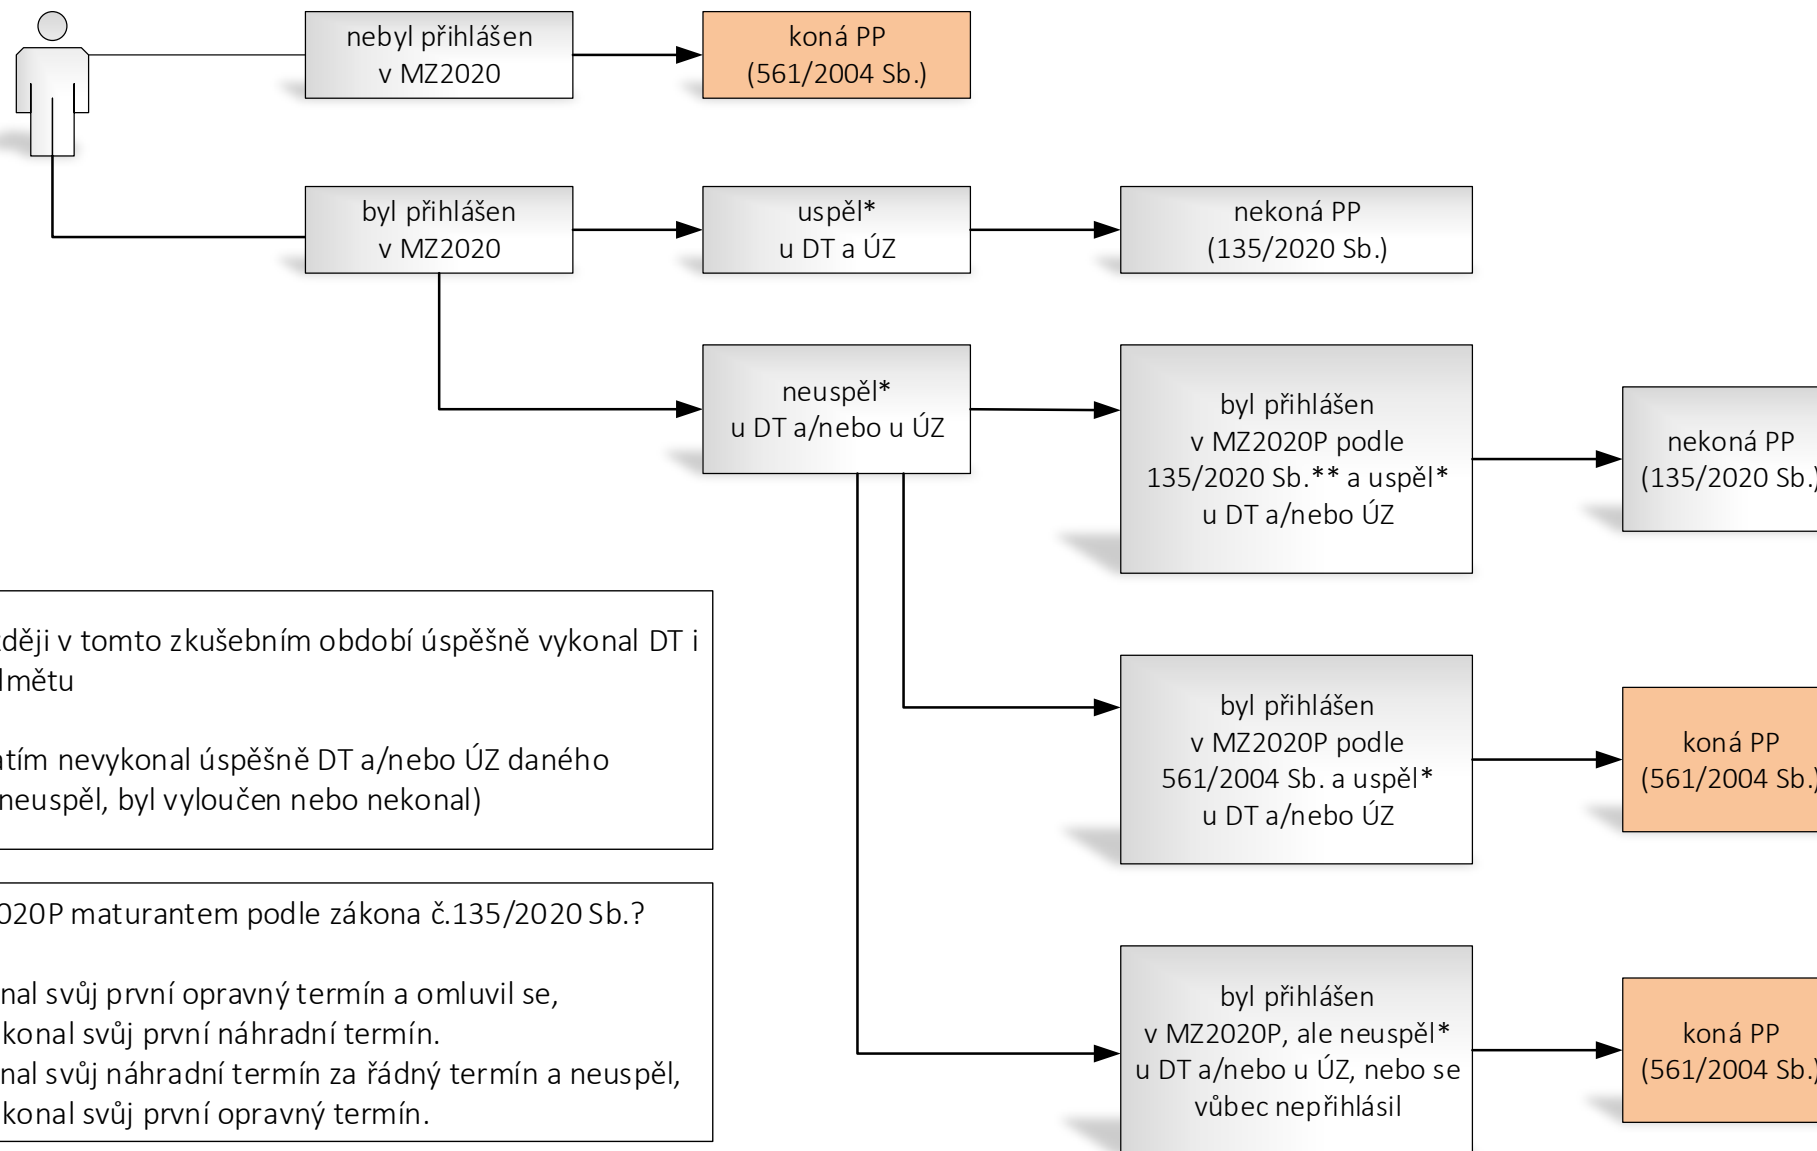 nebyl přihlášen
v MZ2020
koná PP
(561/2004 Sb.)
byl přihlášen
v MZ2020
uspěl*
u DT a ÚZ
nekoná PP
(135/2020 Sb.)
neuspěl*
u DT a/nebo u ÚZ
byl přihlášen
v MZ2020P podle
135/2020 Sb.** a uspěl*
u DT a/nebo ÚZ
nekoná PP
(135/2020 Sb.)
ději v tomto zkušebním období úspěšně vykonal DT i
mětu
atím nevykonal úspěšně DT a/nebo ÚZ daného
neuspěl, byl vyloučen nebo nekonal)
byl přihlášen
v MZ2020P podle
561/2004 Sb. a uspěl*
u DT a/nebo ÚZ
koná PP
(561/2004 Sb.)
020P maturantem podle zákona č.135/2020 Sb.?
nal svůj první opravný termín a omluvil se,
konal svůj první náhradní termín.
nal svůj náhradní termín za řádný termín a neuspěl,
konal svůj první opravný termín.
byl přihlášen
v MZ2020P, ale neuspěl*
u DT a/nebo u ÚZ, nebo se
vůbec nepřihlásil
koná PP
(561/2004 Sb.)